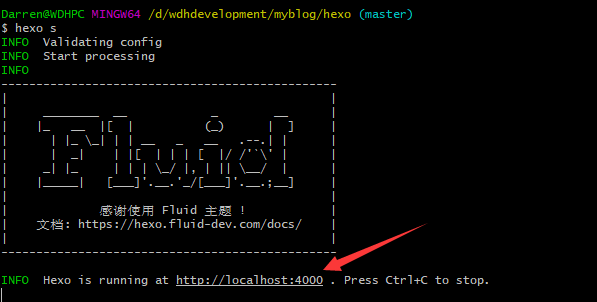 Darren@WDHPC MINGW64 /d/wdhdevelopment/myblog/hexo (master)
$ hexo s
INFO  Validating config
INFO  Start processing
INFO
Fluid
感谢使用 Fluid 主题 !
文档: https://hexo.fluid-dev.com/docs/
INFO  Hexo is running at http://localhost:4000 . Press Ctrl+C to stop.